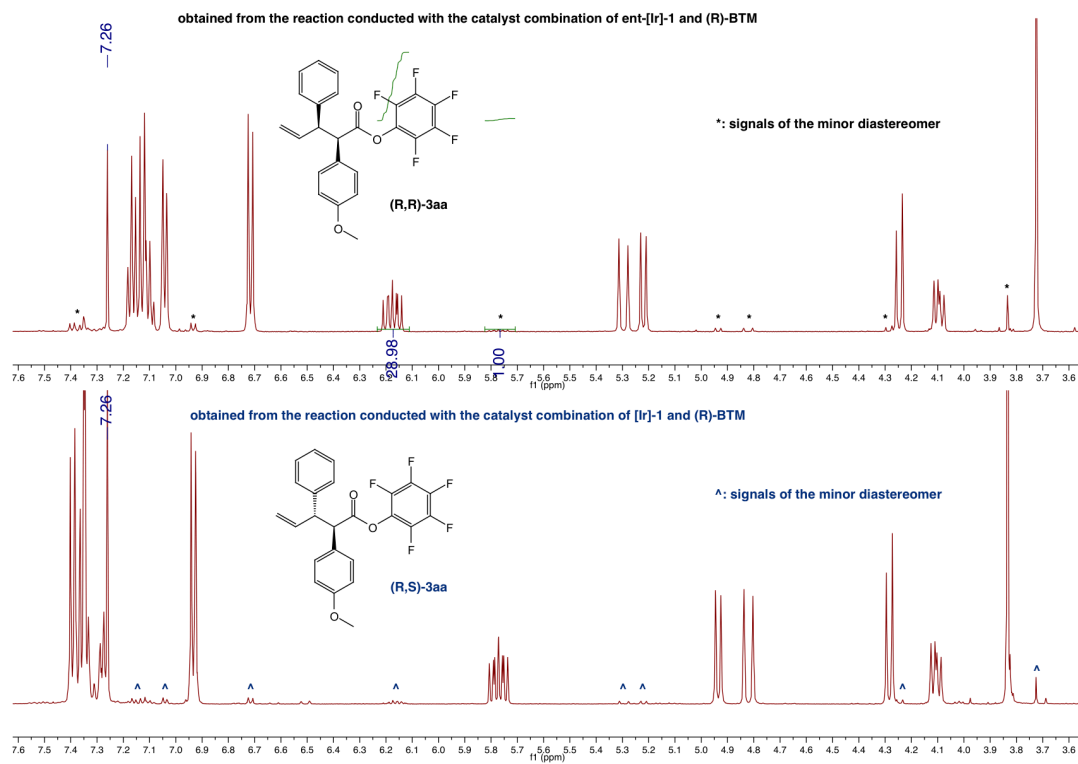 obtained from the reaction conducted with the catalyst combination of ent-[Ir]-1 and (R)-BTM
7.26
F
F
F
F
F
O
O
*: signals of the minor diastereomer
(R,R)-3aa
O
* * * * * * *
28.98
1.00
7.6 7.5 7.4 7.3 7.2 7.1 7.0 6.9 6.8 6.7 6.6 6.5 6.4 6.3 6.2 6.1 6.0 5.9 5.8 5.7 5.6 5.5 5.4 5.3 5.2 5.1 5.0 4.9 4.8 4.7 4.6 4.5 4.4 4.3 4.2 4.1 4.0 3.9 3.8 3.7 3.6
f1 (ppm)
7.26
obtained from the reaction conducted with the catalyst combination of [Ir]-1 and (R)-BTM
F
F
F
F
F
O
O
^: signals of the minor diastereomer
(R,S)-3aa
O
^ ^ ^ ^ ^ ^ ^ ^
7.6 7.5 7.4 7.3 7.2 7.1 7.0 6.9 6.8 6.7 6.6 6.5 6.4 6.3 6.2 6.1 6.0 5.9 5.8 5.7 5.6 5.5 5.4 5.3 5.2 5.1 5.0 4.9 4.8 4.7 4.6 4.5 4.4 4.3 4.2 4.1 4.0 3.9 3.8 3.7 3.6
f1 (ppm)